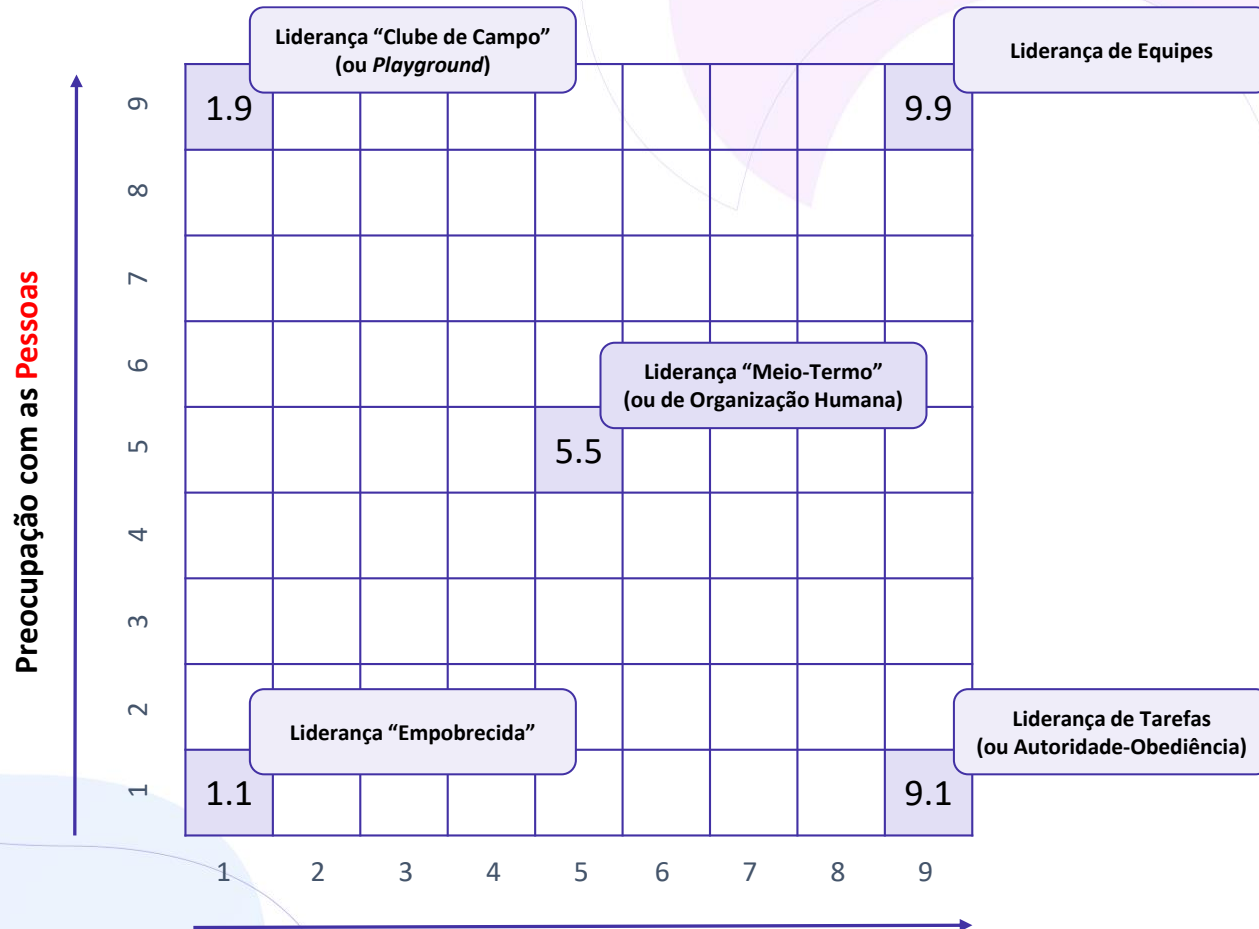 Liderança “Clube de Campo”
(ou Playground)
Liderança de Equipes
Preocupação com as Pessoas
9
1.9
9.9
8
7
6
Liderança “Meio-Termo”
(ou de Organização Humana)
5
5.5
4
3
2
Liderança “Empobrecida”
Liderança de Tarefas
(ou Autoridade-Obediência)
1
1.1
9.1
1 2 3 4 5 6 7 8 9